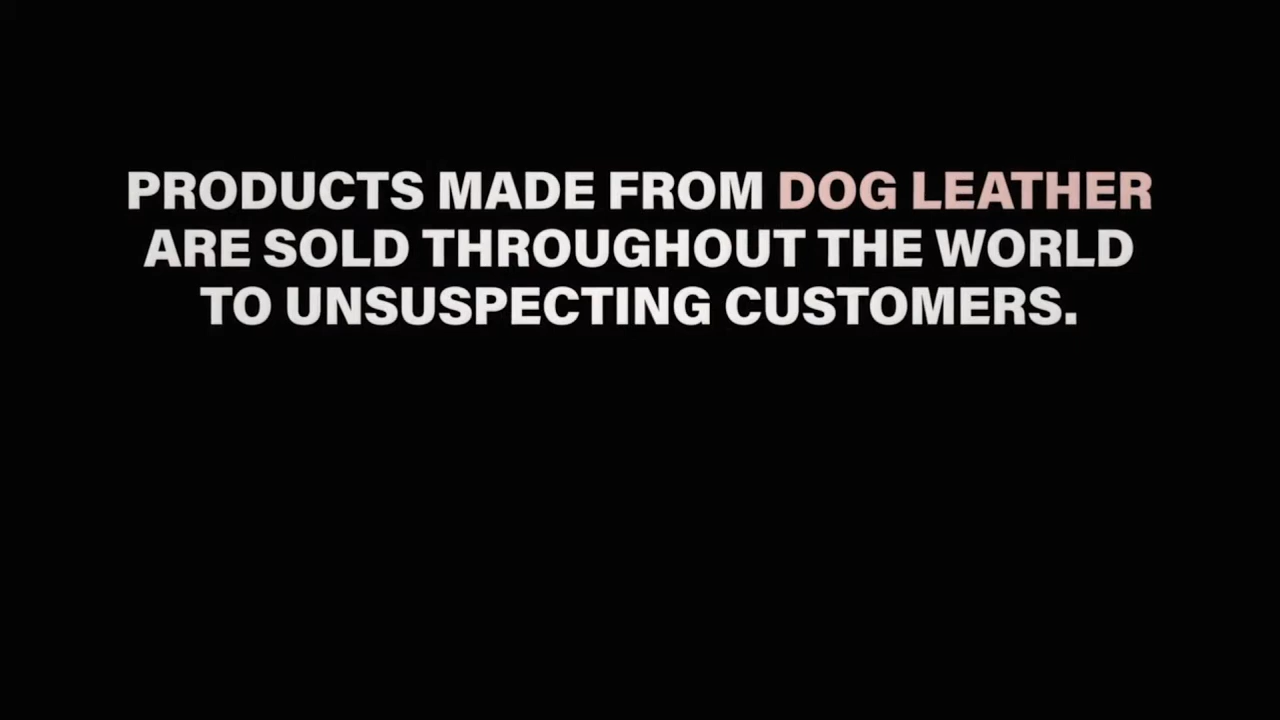 PRODUCTS MADE FROM DOG LEATHER
ARE SOLD THROUGHOUT THE WORLD
TO UNSUSPECTING CUSTOMERS.